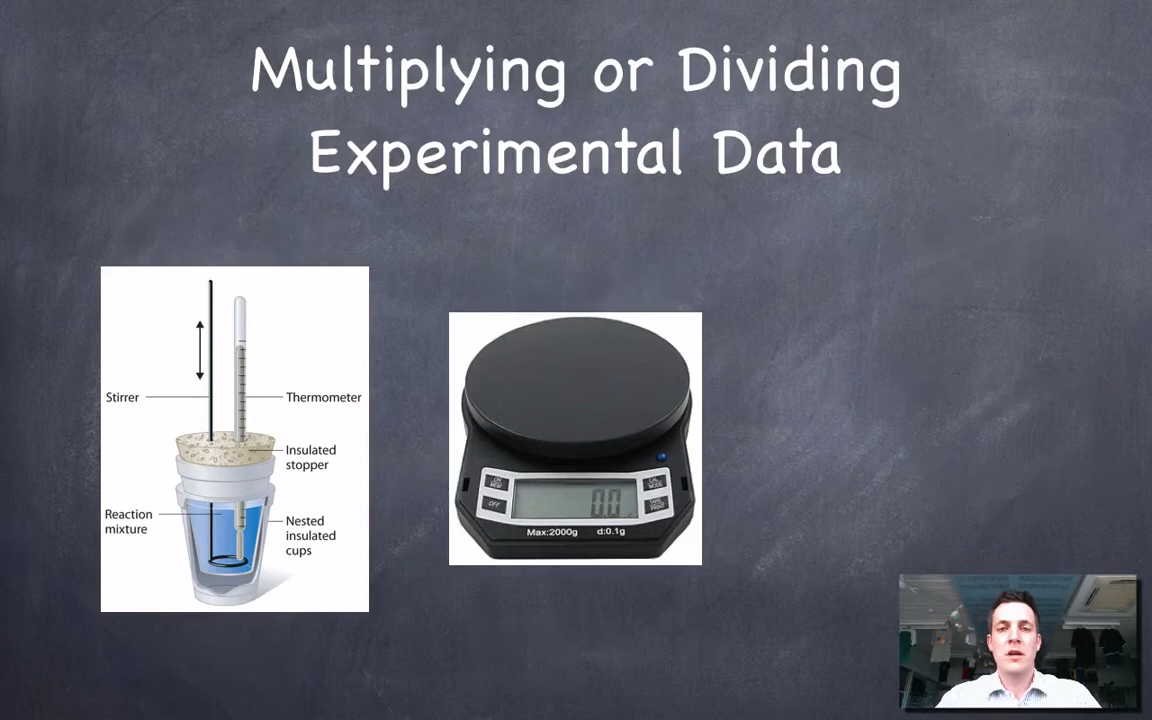 Multiplying or Dividing
Experimental Data
Stirrer
Thermometer
Insulated
stopper
Reaction
mixture
Nested
insulated
cups
OFF
0.0
Max:2000g d:0.1g